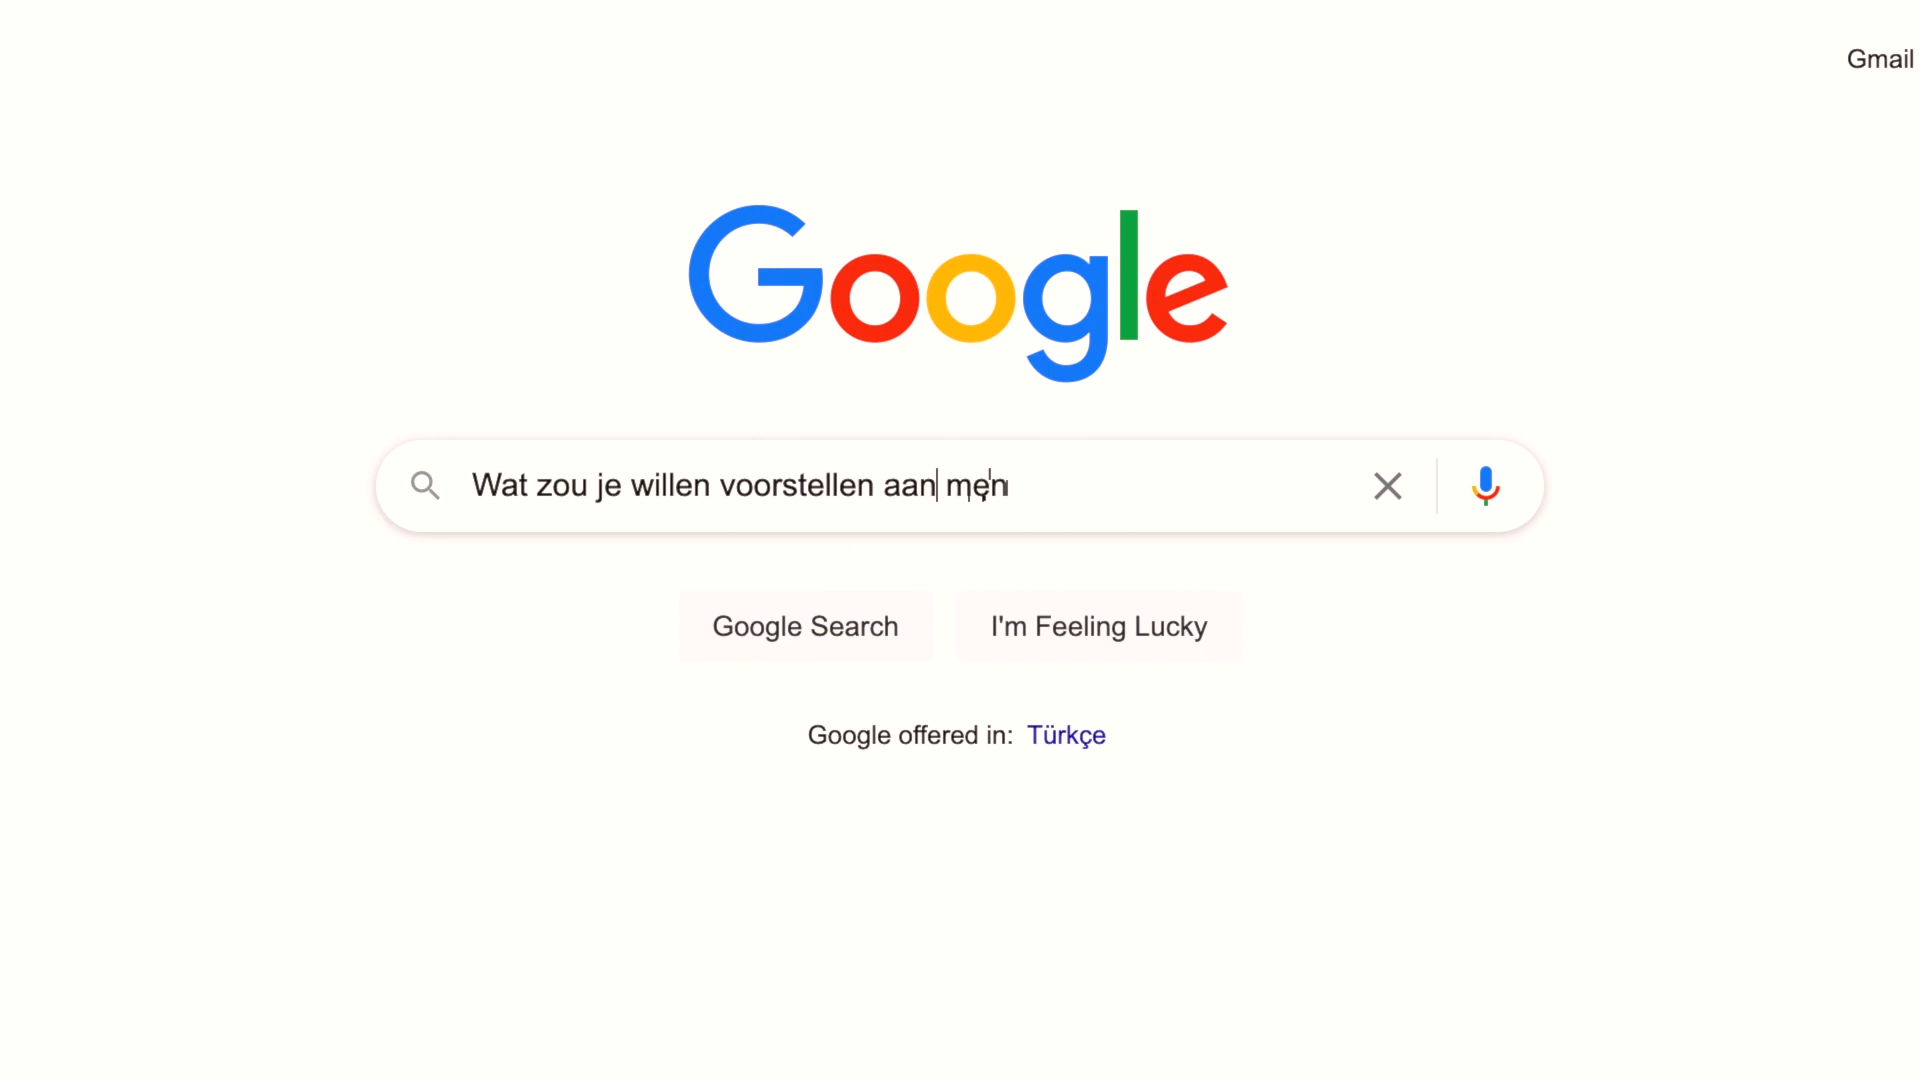 Gmail
Google
Wat zou je willen voorstellen aan
Google Search
I'm Feeling Lucky
Google offered in: Türkçe